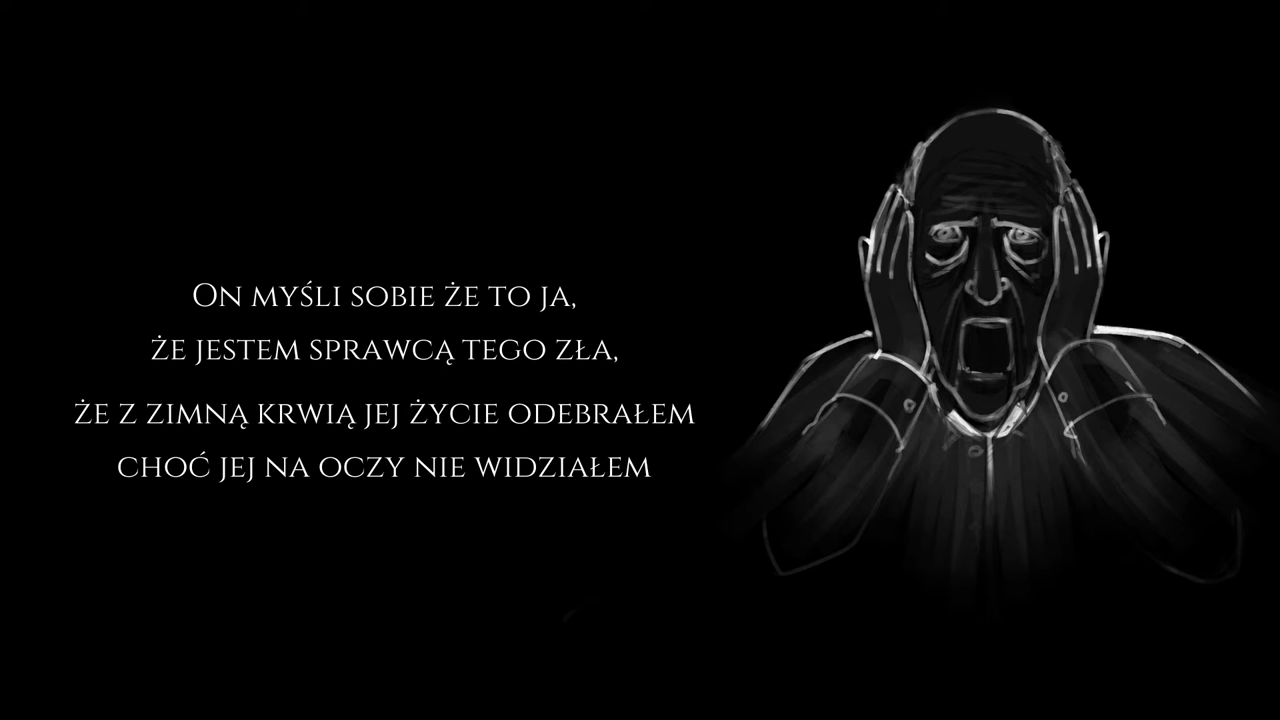 On myśli sobie że to ja,
że jestem sprawcą tego zła,
że z zimną krwią jej życie odebrałem
choć jej na oczy nie widziałem